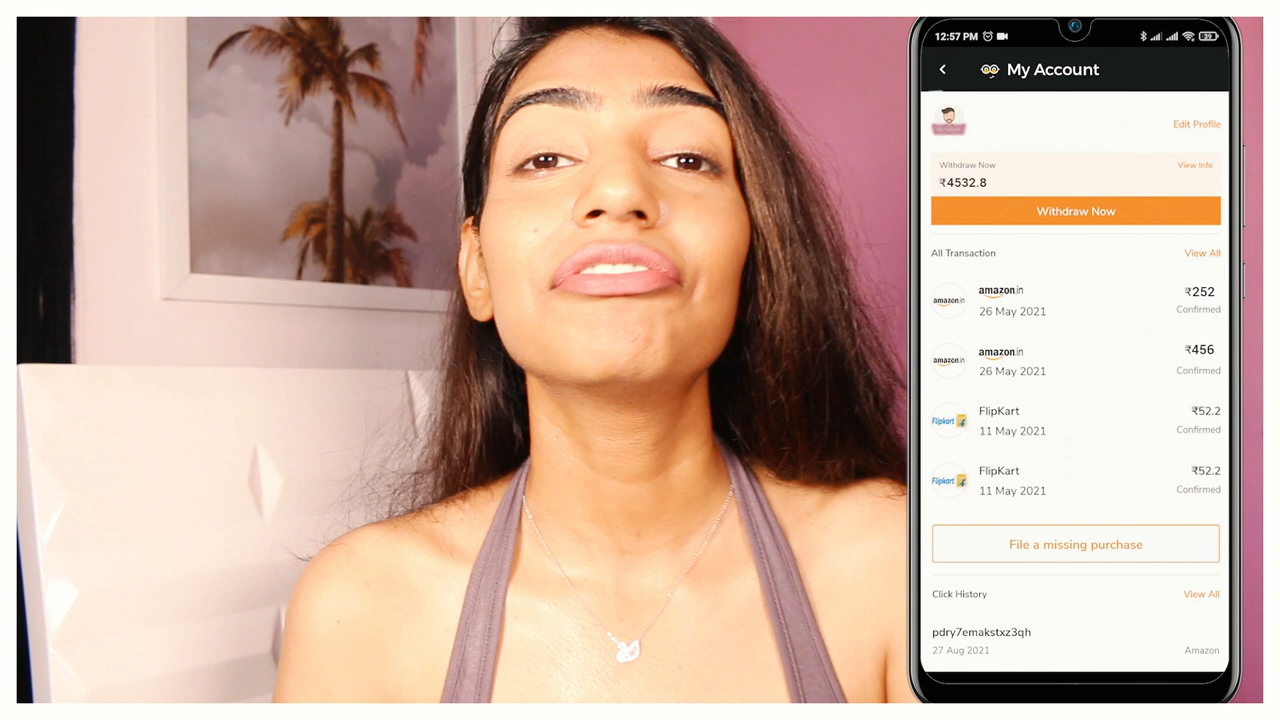 12:57 PM
39
My Account
Edit Profile
Withdraw Now
View Info
₹4532.8
Withdraw Now
All Transaction
View All
amazon.in
amazon.in
₹252
26 May 2021
Confirmed
amazon.in
amazon.in
₹456
26 May 2021
Confirmed
FlipKart
₹52.2
Flipkart
11 May 2021
Confirmed
FlipKart
₹52.2
Flipkart
11 May 2021
Confirmed
File a missing purchase
Click History
View All
pdry7emakstxz3qh
27 Aug 2021
Amazon